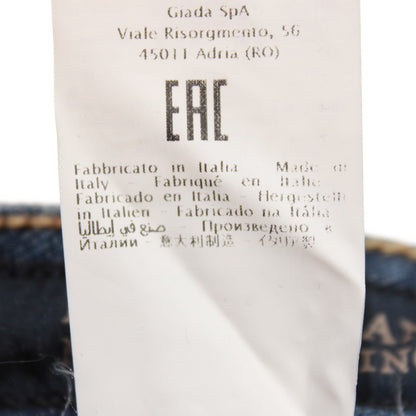 Giada SpA
Viale Risorgmento, 56
45011 Adria (RO)
EAC
Fabbricato in Italia - Made in
Italy - Fabriqué en Italie
Fabricado en Italia - Hergestellt
in Italien - Fabricado na Itália
صنع في إيطاليا - Произведено в
Италии - 意大利制造 - イタリア製